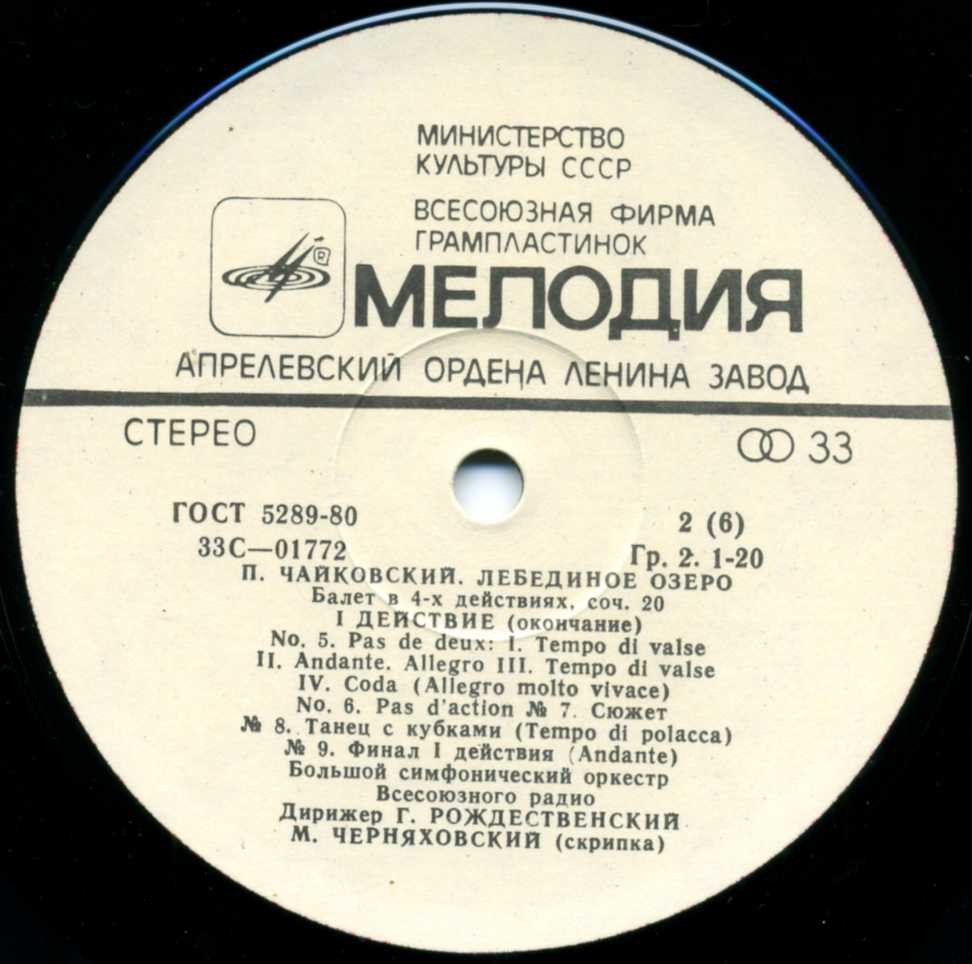 МИНИСТЕРСТВО
КУЛЬТУРЫ СССР
ВСЕСОЮЗНАЯ ФИРМА
ГРАМПЛАСТИНОК
R
МЕЛОДИЯ
АПРЕЛЕВСКИЙ ОРДЕНА ЛЕНИНА ЗАВОД
СТЕРЕО 33
ГОСТ 5289-80 2 (6)
33С—01772 Гр. 2. 1-20
П. ЧАЙКОВСКИЙ. ЛЕБЕДИНОЕ ОЗЕРО
Балет в 4-х действиях, соч. 20
I ДЕЙСТВИЕ (окончание)
No. 5. Pas de deux: I. Tempo di valse
II. Andante. Allegro III. Tempo di valse
IV. Coda (Allegro molto vivace)
No. 6. Pas d'action № 7. Сюжет
№ 8. Танец с кубками (Tempo di polacca)
№ 9. Финал I действия (Andante)
Большой симфонический оркестр
Всесоюзного радио
Дирижер Г. РОЖДЕСТВЕНСКИЙ
М. ЧЕРНЯХОВСКИЙ (скрипка)